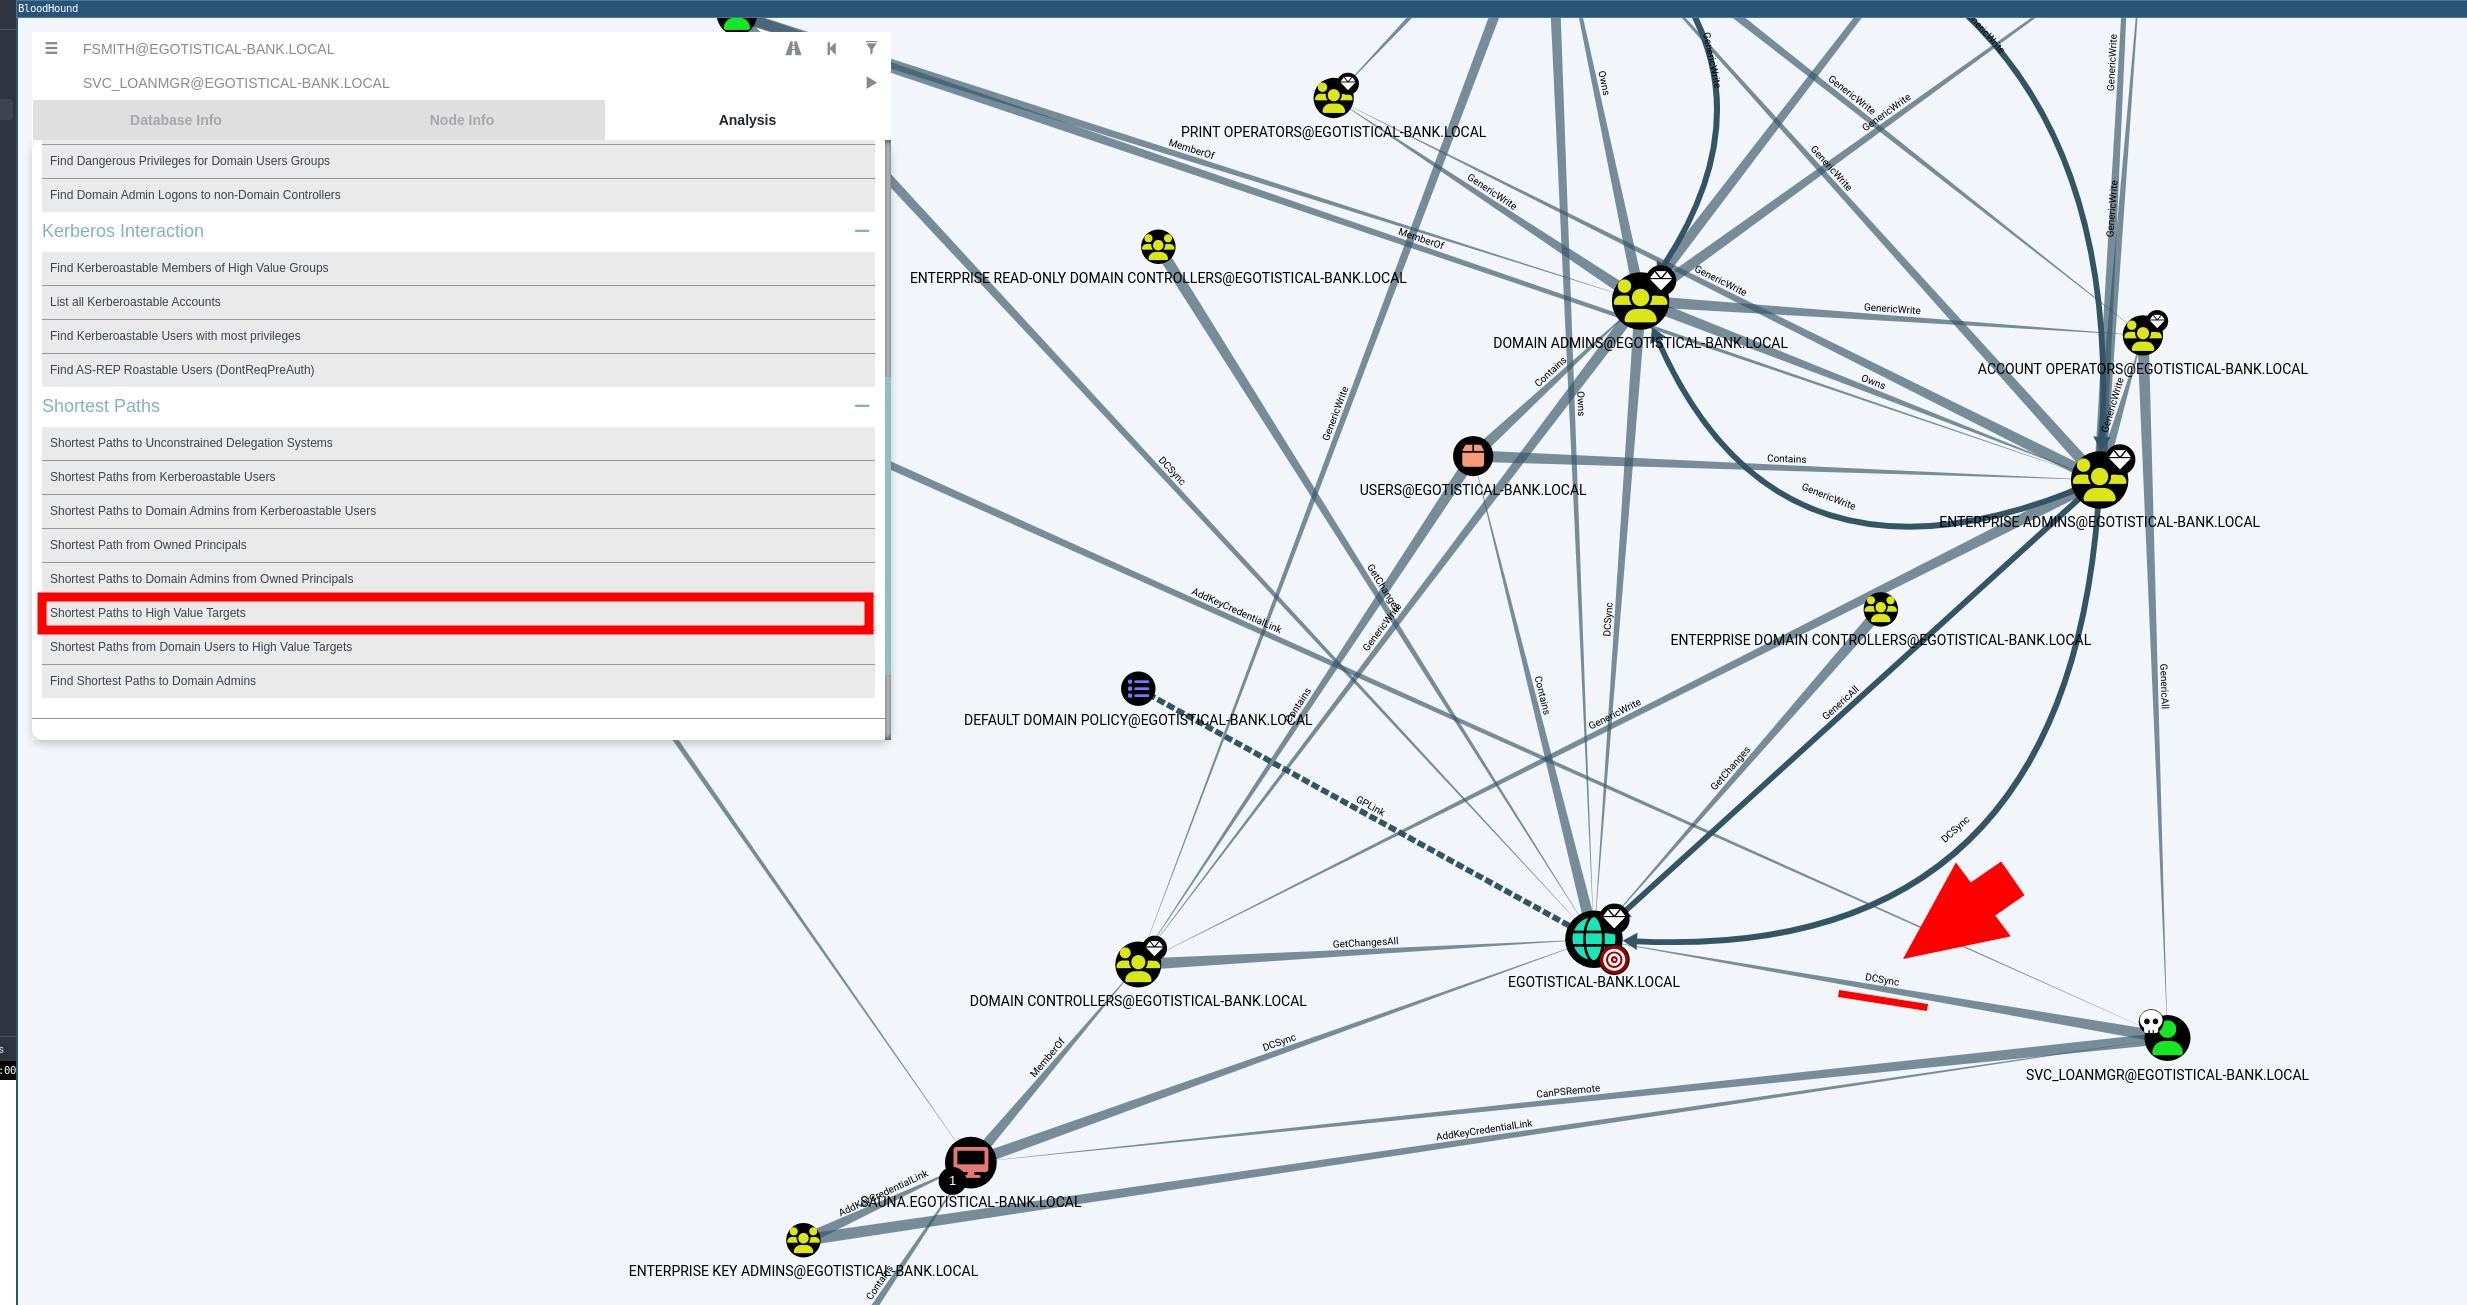 BloodHound
FSMITH@EGOTISTICAL-BANK.LOCAL
SVC_LOANMGR@EGOTISTICAL-BANK.LOCAL
Database Info
Node Info
Analysis
Find Dangerous Privileges for Domain Users Groups
Find Domain Admin Logons to non-Domain Controllers
Kerberos Interaction
Find Kerberoastable Members of High Value Groups
List all Kerberoastable Accounts
Find Kerberoastable Users with most privileges
Find AS-REP Roastable Users (DontReqPreAuth)
Shortest Paths
Shortest Paths to Unconstrained Delegation Systems
Shortest Paths from Kerberoastable Users
Shortest Paths to Domain Admins from Kerberoastable Users
Shortest Path from Owned Principals
Shortest Paths to Domain Admins from Owned Principals
Shortest Paths to High Value Targets
Shortest Paths from Domain Users to High Value Targets
Find Shortest Paths to Domain Admins
s
:00
GenericWrite
GenericWrite
GenericWrite
Owns
GenericWrite
GenericWrite
PRINT OPERATORS@EGOTISTICAL-BANK.LOCAL
MemberOf
GenericWrite
GenericWrite
GenericWrite
MemberOf
ENTERPRISE READ-ONLY DOMAIN CONTROLLERS@EGOTISTICAL-BANK.LOCAL
GenericWrite
GenericWrite
DOMAIN ADMINS@EGOTISTICAL-BANK.LOCAL
ACCOUNT OPERATORS@EGOTISTICAL-BANK.LOCAL
Contains
Owns
Owns
GenericWrite
GenericWrite
Contains
DCSync
USERS@EGOTISTICAL-BANK.LOCAL
GenericWrite
ENTERPRISE ADMINS@EGOTISTICAL-BANK.LOCAL
GetChanges
AddKeyCredentialLink
GenericWrite
DCSync
ENTERPRISE DOMAIN CONTROLLERS@EGOTISTICAL-BANK.LOCAL
GenericAll
Contains
Contains
GenericWrite
GenericAll
DEFAULT DOMAIN POLICY@EGOTISTICAL-BANK.LOCAL
GetChanges
GPLink
DCSync
GetChangesAll
EGOTISTICAL-BANK.LOCAL
DCSync
DOMAIN CONTROLLERS@EGOTISTICAL-BANK.LOCAL
MemberOf
DCSync
SVC_LOANMGR@EGOTISTICAL-BANK.LOCAL
CanPSRemote
AddKeyCredentialLink
1
AddKeyCredentialLink
SAUNA.EGOTISTICAL-BANK.LOCAL
ENTERPRISE KEY ADMINS@EGOTISTICAL-BANK.LOCAL
Contains